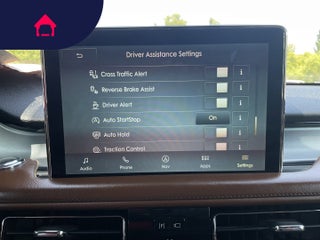 Driver Assistance Settings
Cross Traffic Alert
Reverse Brake Assist
Driver Alert
Auto StartStop On
Auto Hold
Traction Control
Audio Phone Nav Apps Settings